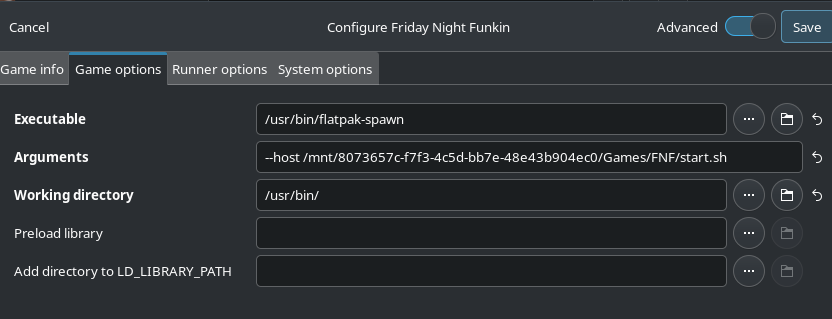 Cancel Configure Friday Night Funkin Advanced Save
Game info Game options Runner options System options
Executable /usr/bin/flatpak-spawn ...
Arguments --host /mnt/8073657c-f7f3-4c5d-bb7e-48e43b904ec0/Games/FNF/start.sh
Working directory /usr/bin/ ...
Preload library ...
Add directory to LD_LIBRARY_PATH ...